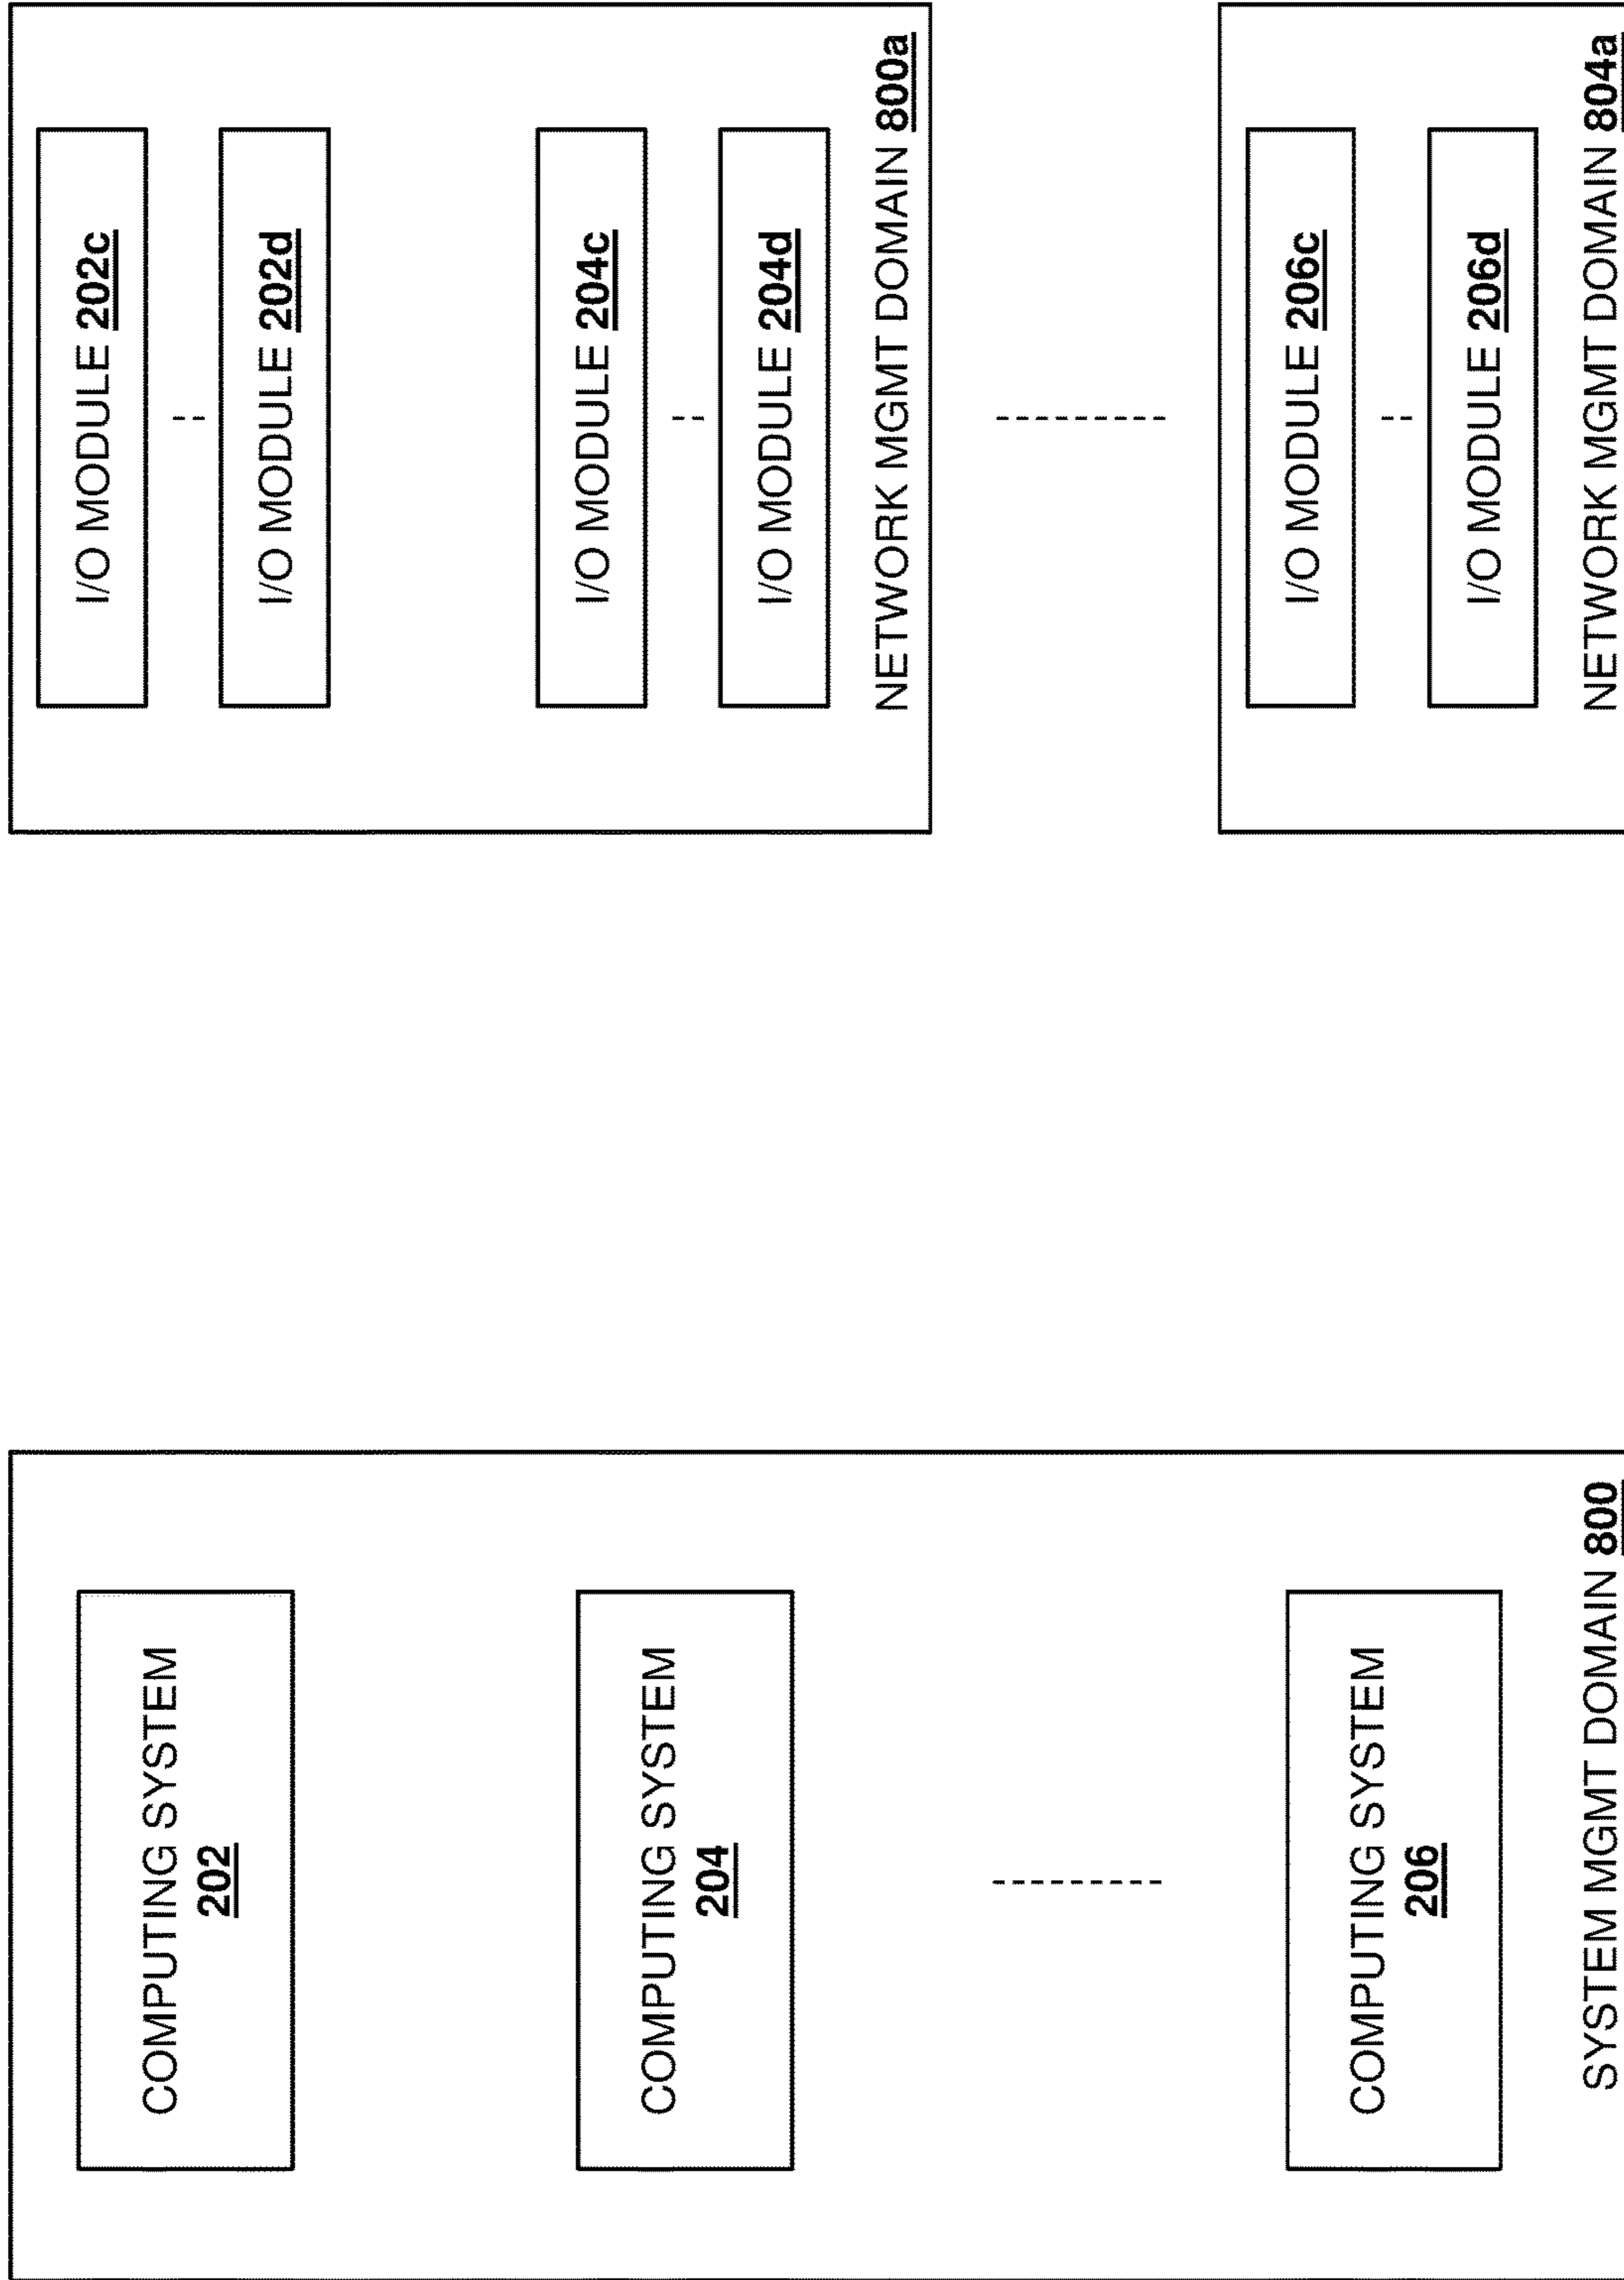 COMPUTING SYSTEM
202
COMPUTING SYSTEM
204
COMPUTING SYSTEM
206
SYSTEM MGMT DOMAIN 800
I/O MODULE 202c
I/O MODULE 202d
I/O MODULE 204c
I/O MODULE 204d
NETWORK MGMT DOMAIN 800a
I/O MODULE 206c
I/O MODULE 206d
NETWORK MGMT DOMAIN 804a